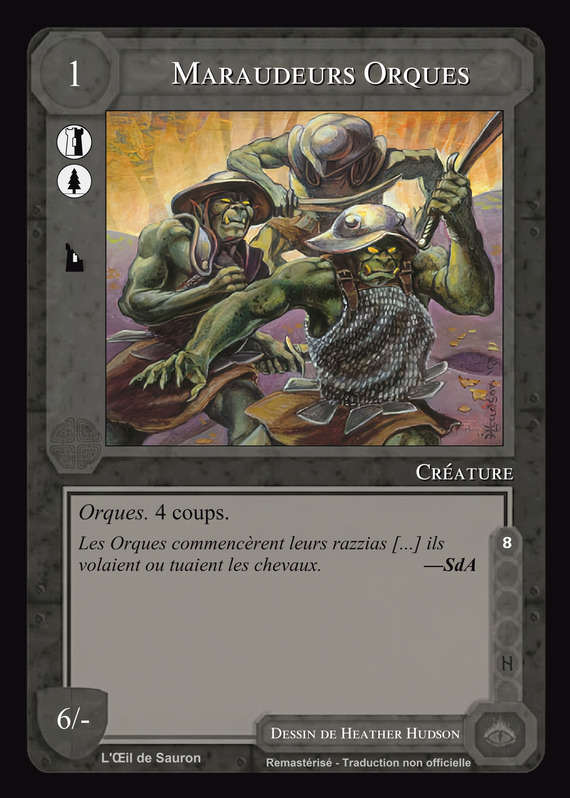 1
MARAUDEURS ORQUES
CRÉATURE
Orques. 4 coups.
Les Orques commencèrent leurs razzias [...] ils
volaient ou tuaient les chevaux. —SdA
8
6/-
DESSIN DE HEATHER HUDSON
L'Œil de Sauron
Remastérisé - Traduction non officielle